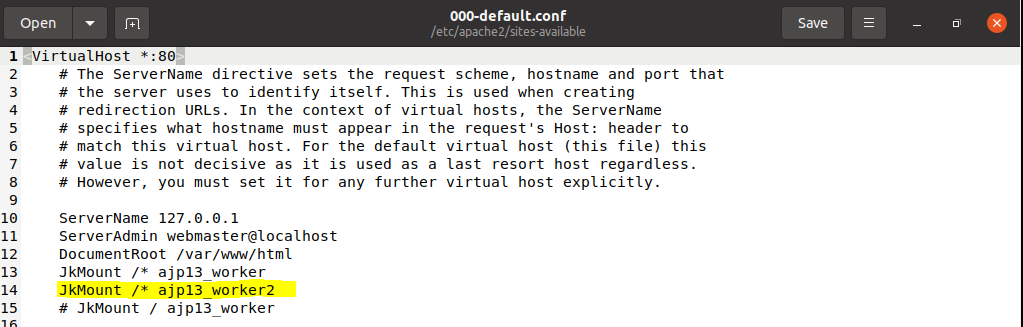 Open
000-default.conf
/etc/apache2/sites-available
Save
1 <VirtualHost *:80>
2 # The ServerName directive sets the request scheme, hostname and port that
3 # the server uses to identify itself. This is used when creating
4 # redirection URLs. In the context of virtual hosts, the ServerName
5 # specifies what hostname must appear in the request's Host: header to
6 # match this virtual host. For the default virtual host (this file) this
7 # value is not decisive as it is used as a last resort host regardless.
8 # However, you must set it for any further virtual host explicitly.
9
10 ServerName 127.0.0.1
11 ServerAdmin webmaster@localhost
12 DocumentRoot /var/www/html
13 JkMount /* ajp13_worker
14 JkMount /* ajp13_worker2
15 # JkMount / ajp13_worker
16